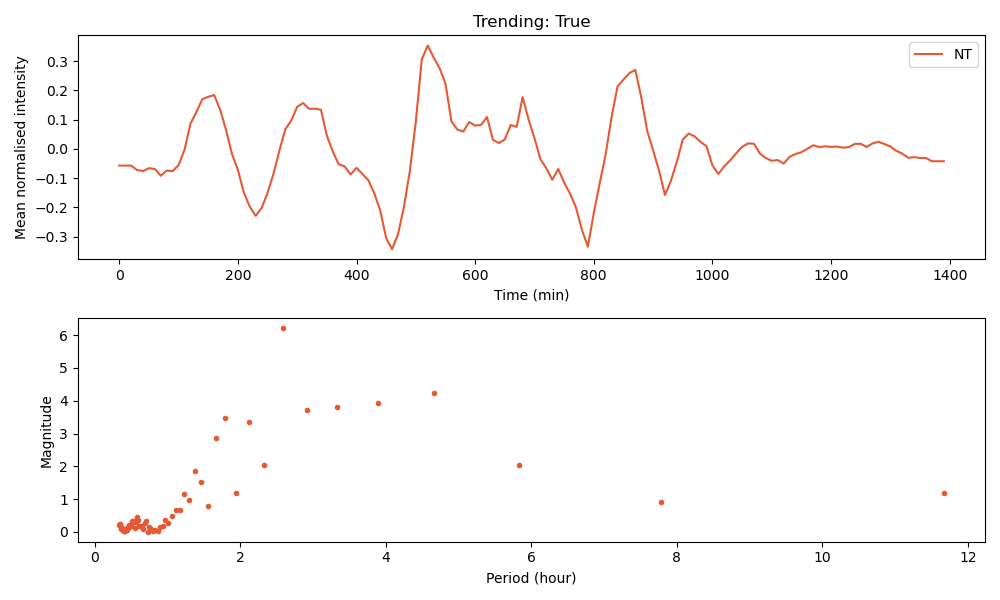 Trending: True
NT
Mean normalised intensity
0.3
0.2
0.1
0.0
−0.1
−0.2
−0.3
0 200 400 600 800 1000 1200 1400
Time (min)
Magnitude
6
5
4
3
2
1
0
0 2 4 6 8 10 12
Period (hour)